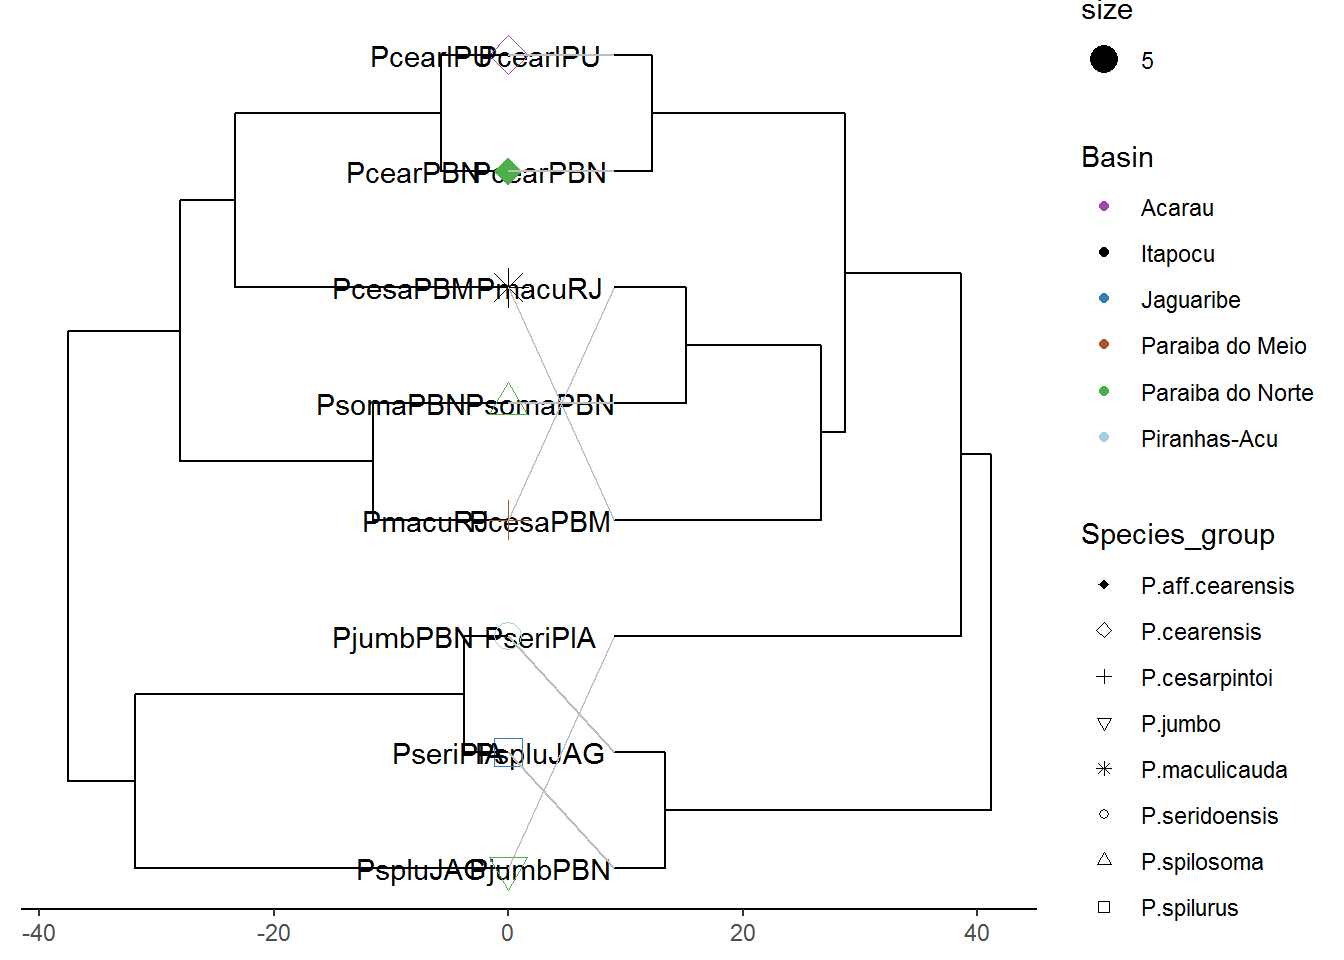 PcearIPU PcearIPU
PcearPBN PcearPBN
PcesaPBM PmacuRJ
PsomaPBN PsomaPBN
PmacuRJ PcesaPBM
PjumbPBN PseriPIA
PseriPIA PspluJAG
PspluJAG PjumbPBN
-40 -20 0 20 40
size
5
Basin
Acarau
Itapocu
Jaguaribe
Paraiba do Meio
Paraiba do Norte
Piranhas-Acu
Species_group
P.aff.cearensis
P.cearensis
P.cesarpintoi
P.jumbo
P.maculicauda
P.seridoensis
P.spilosoma
P.spilurus